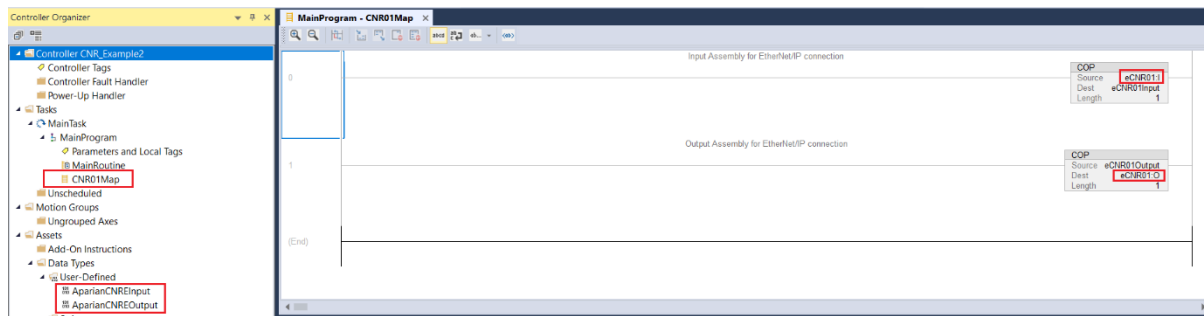 Controller Organizer
Controller CNR_Example2
Controller Tags
Controller Fault Handler
Power-Up Handler
Tasks
MainTask
MainProgram
Parameters and Local Tags
MainRoutine
CNR01Map
Unscheduled
Motion Groups
Ungrouped Axes
Assets
Add-On Instructions
Data Types
User-Defined
AparianCNREInput
AparianCNREOutput
MainProgram - CNR01Map
Input Assembly for EtherNet/IP connection
0
COP
Source eCNR01:I
Dest eCNR01Input
Length 1
Output Assembly for EtherNet/IP connection
1
COP
Source eCNR01Output
Dest eCNR01:O
Length 1
(End)